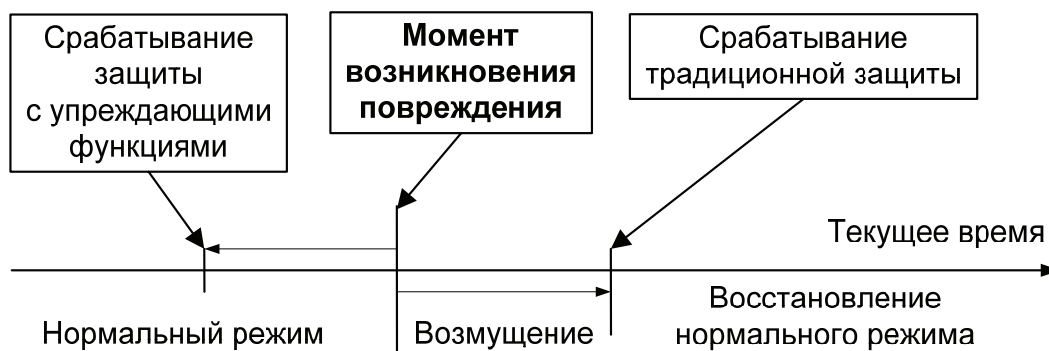 Срабатывание
защиты
с упреждающими
функциями
Момент
возникновения
повреждения
Срабатывание
традиционной защиты
Текущее время
Нормальный режим
Возмущение
Восстановление
нормального режима